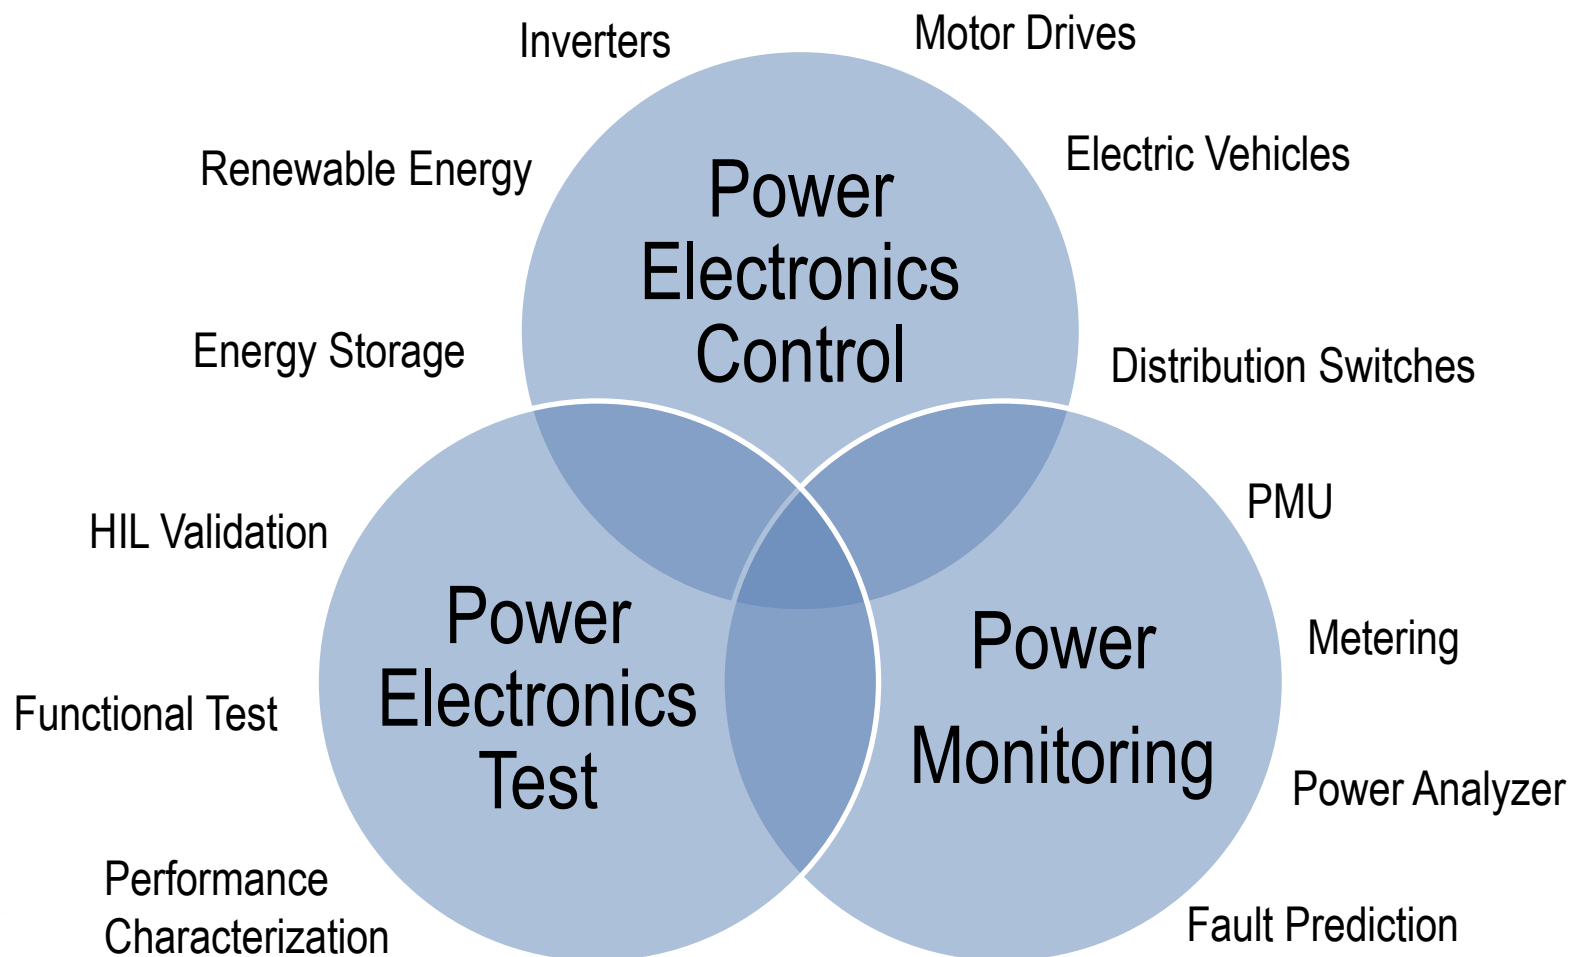 Inverters
Motor Drives
Renewable Energy
Electric Vehicles
Power
Electronics
Control
Energy Storage
Distribution Switches
HIL Validation
PMU
Power
Electronics
Test
Power
Monitoring
Metering
Functional Test
Power Analyzer
Performance
Characterization
Fault Prediction